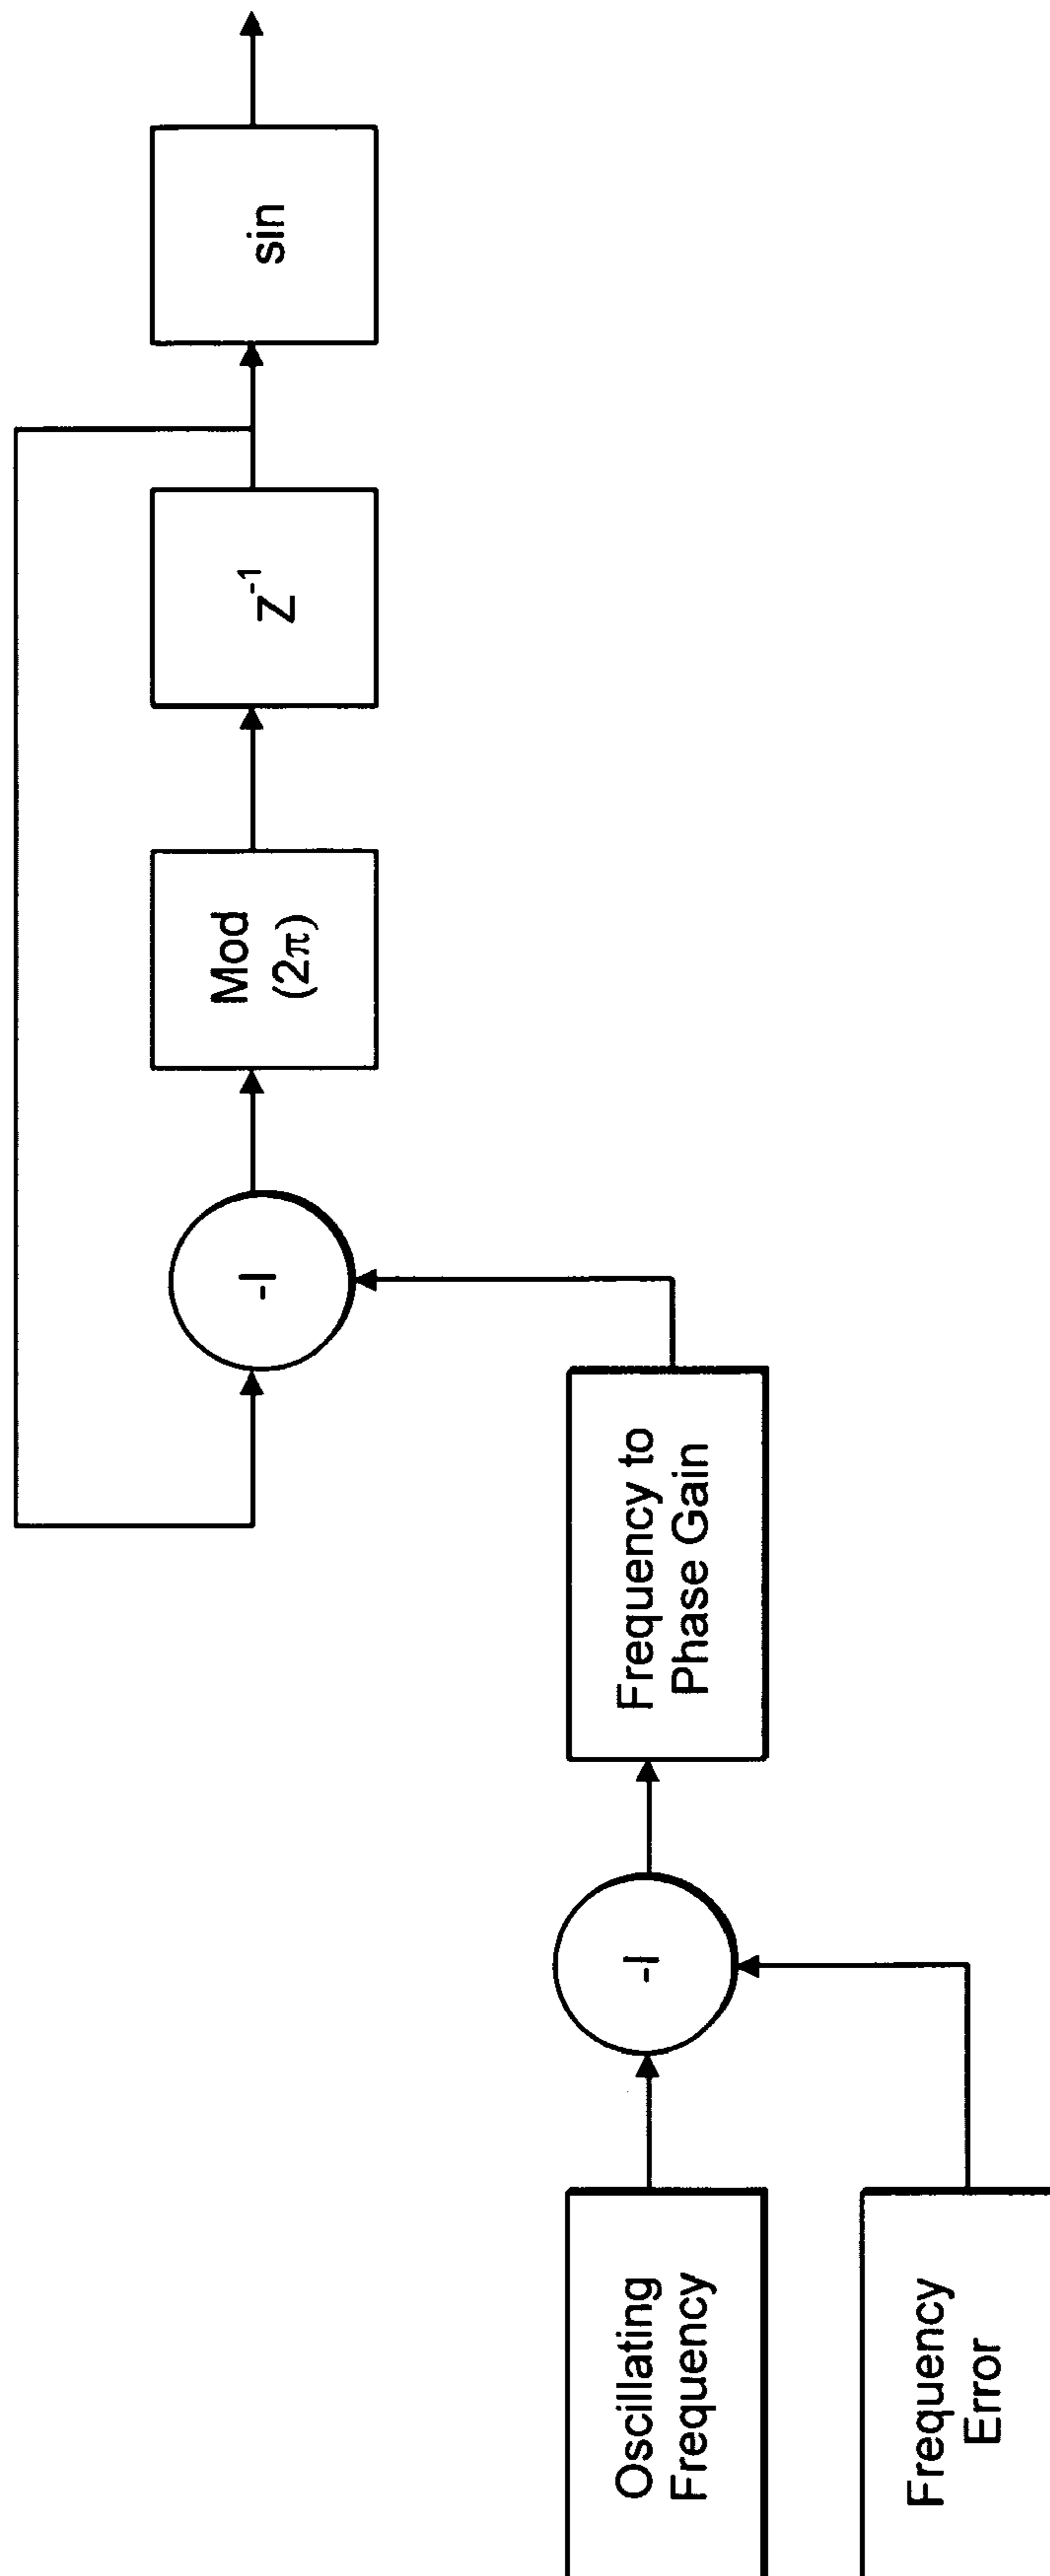 Oscillating
Frequency
Frequency
Error
-I
Frequency to
Phase Gain
-I
Mod
(2π)
Z⁻¹
sin